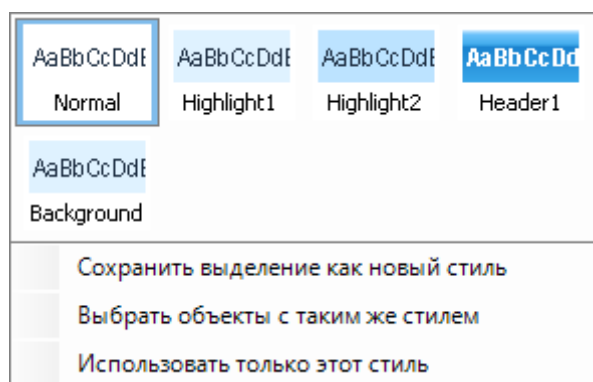 AaBbCcDdE AaBbCcDdE AaBbCcDdE AaBbCcDd
Normal Highlight1 Highlight2 Header1
AaBbCcDdE
Background
Сохранить выделение как новый стиль
Выбрать объекты с таким же стилем
Использовать только этот стиль